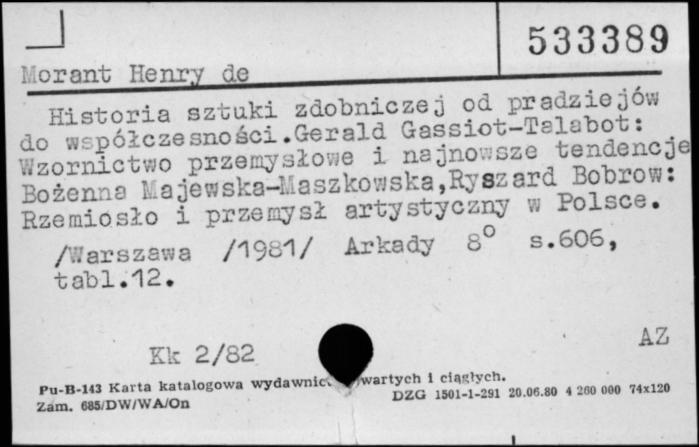 533389
Morant Henry de
Historia sztuki zdobniczej od pradziejów
do współczesności.Gerald Gassiot-Talabot:
Wzornictwo przemysłowe i najnowsze tendencje
Bożenna Majewska-Maszkowska,Ryszard Bobrow:
Rzemiosło i przemysł artystyczny w Polsce.
/Warszawa /1981/ Arkady 8° s.606,
tabl.12.
Kk 2/82
AZ
Pu-B-143 Karta katalogowa i ciągłych.
Zam. 685/DW/WA/On
DZG 1501-1-291 20.06.80 4 260 000 74x120